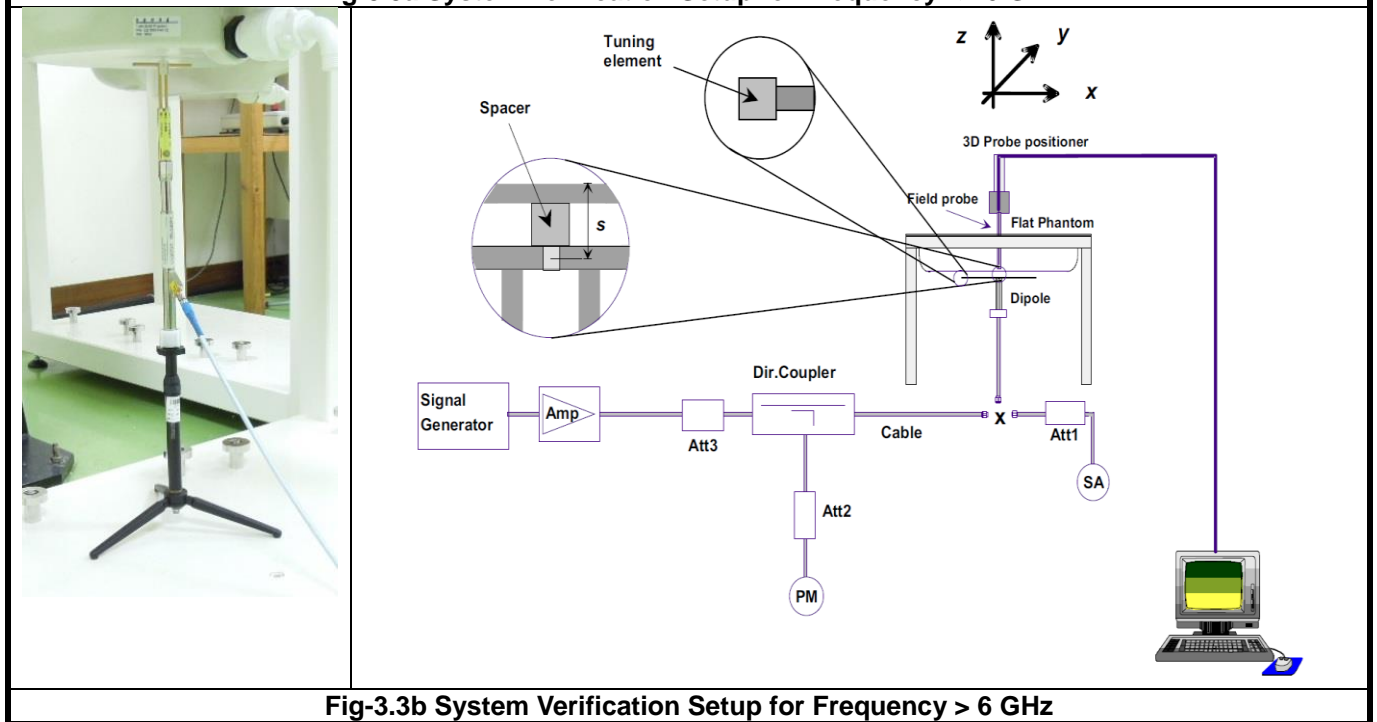 Tuning
element
Spacer
s
z
y
x
3D Probe positioner
Field probe
Flat Phantom
Dipole
Dir.Coupler
Signal
Generator
Amp
Att3
Cable
X
Att1
SA
Att2
PM
Fig-3.3b System Verification Setup for Frequency > 6 GHz